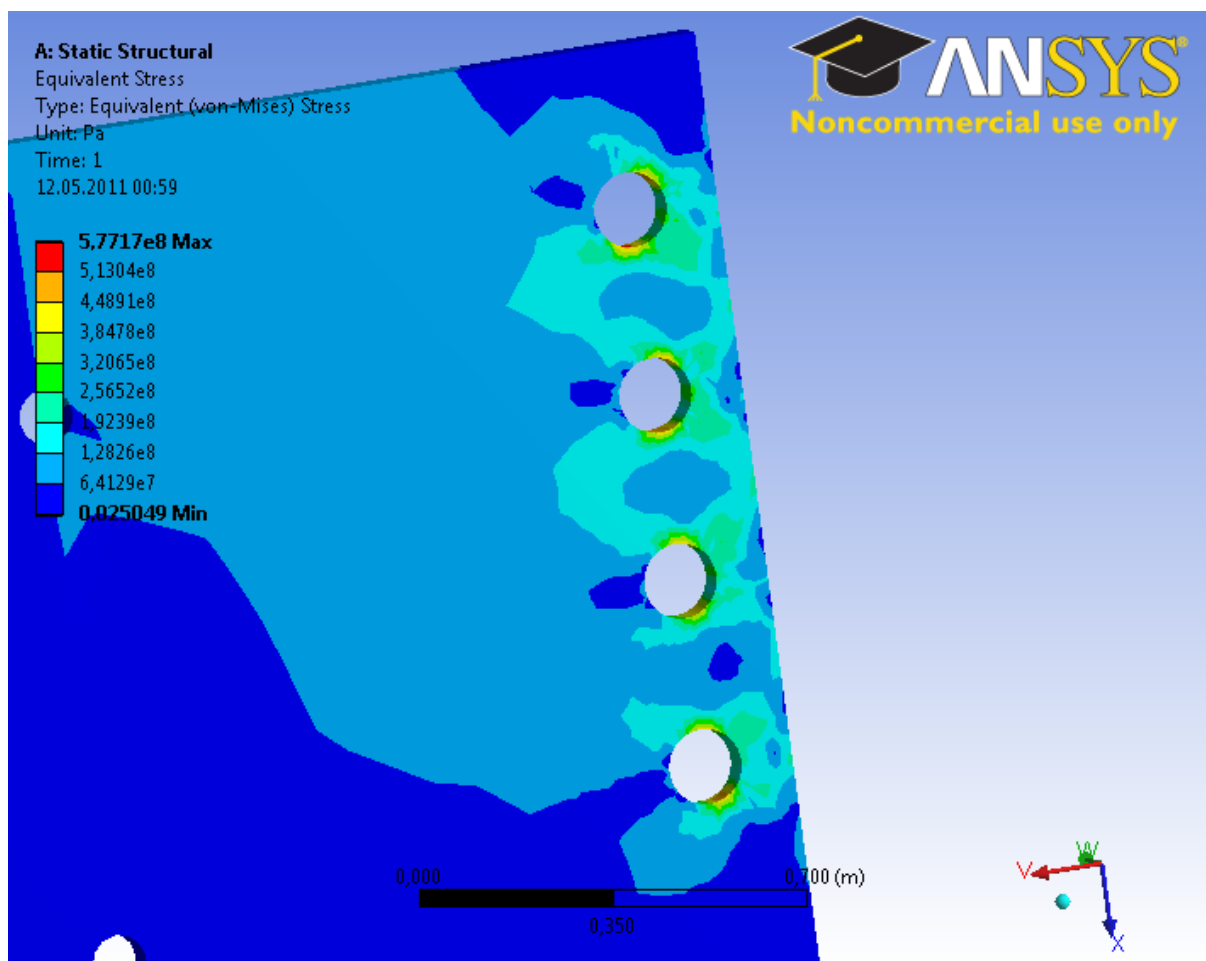 A: Static Structural
Equivalent Stress
Type: Equivalent (von-Mises) Stress
Unit: Pa
Time: 1
12.05.2011 00:59
ANSYS®
Noncommercial use only
5,7717e8 Max
5,1304e8
4,4891e8
3,8478e8
3,2065e8
2,5652e8
1,9239e8
1,2826e8
6,4129e7
0,025049 Min
0,000
0,700 (m)
0,350
W
V
X